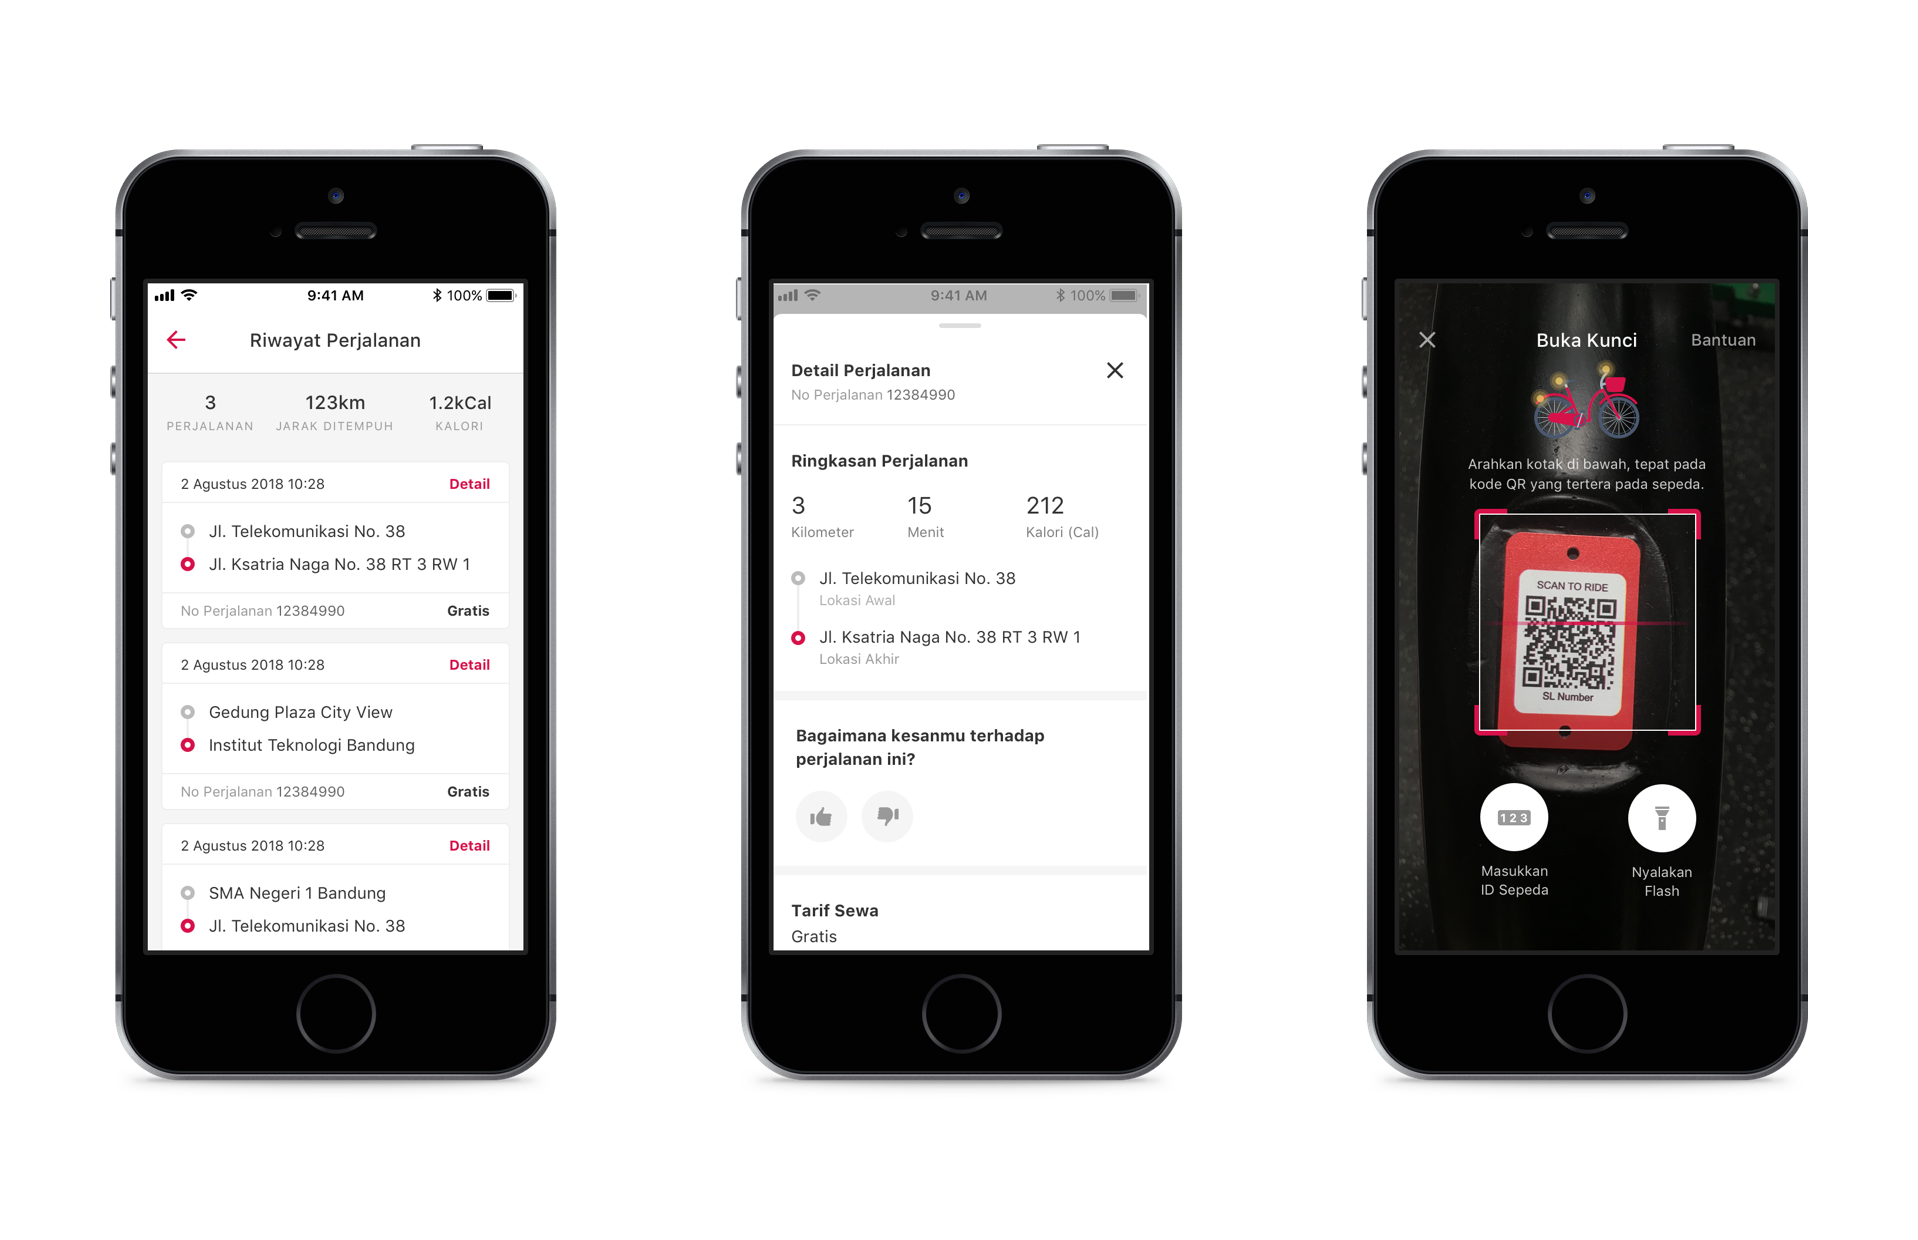 9:41 AM
100%
Riwayat Perjalanan
3
123km
1.2kCal
PERJALANAN
JARAK DITEMPUH
KALORI
2 Agustus 2018 10:28
Detail
Jl. Telekomunikasi No. 38
Jl. Ksatria Naga No. 38 RT 3 RW 1
No Perjalanan 12384990
Gratis
2 Agustus 2018 10:28
Detail
Gedung Plaza City View
Institut Teknologi Bandung
No Perjalanan 12384990
Gratis
2 Agustus 2018 10:28
Detail
SMA Negeri 1 Bandung
Jl. Telekomunikasi No. 38
9:41 AM
100%
Detail Perjalanan
No Perjalanan 12384990
Ringkasan Perjalanan
3
15
212
Kilometer
Menit
Kalori (Cal)
Jl. Telekomunikasi No. 38
Lokasi Awal
Jl. Ksatria Naga No. 38 RT 3 RW 1
Lokasi Akhir
Bagaimana kesanmu terhadap
perjalanan ini?
Tarif Sewa
Gratis
Buka Kunci
Bantuan
Arahkan kotak di bawah, tepat pada
kode QR yang tertera pada sepeda.
SCAN TO RIDE
SL Number
1 2 3
Masukkan
ID Sepeda
Nyalakan
Flash